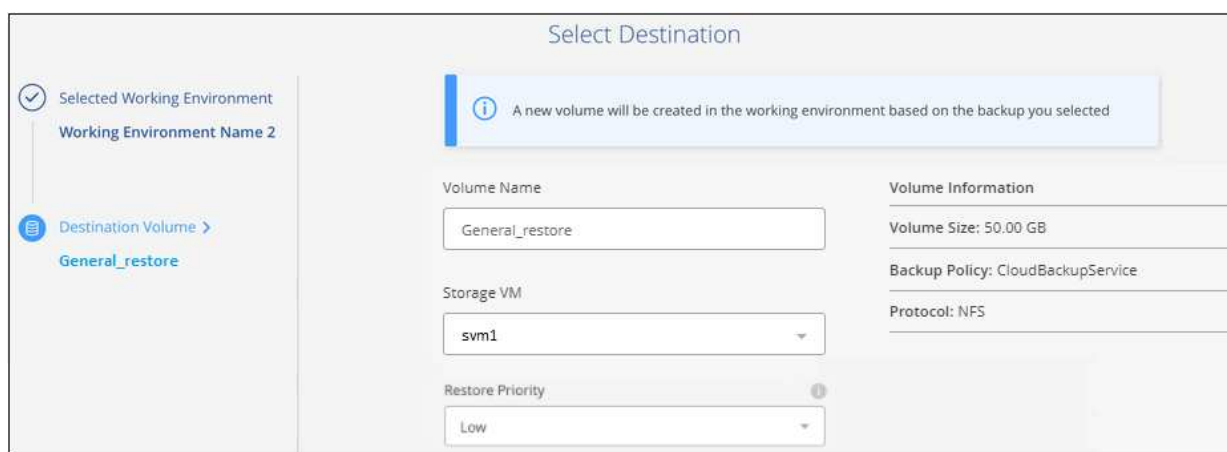 Select Destination
Selected Working Environment
Working Environment Name 2
Destination Volume >
General_restore
A new volume will be created in the working environment based on the backup you selected
Volume Name
General_restore
Storage VM
svm1
Restore Priority
Low
Volume Information
Volume Size: 50.00 GB
Backup Policy: CloudBackupService
Protocol: NFS